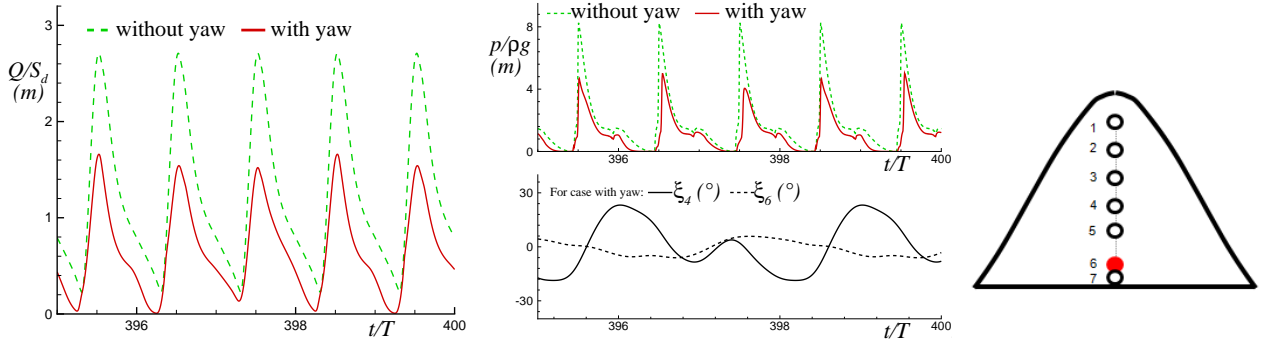 3
without yaw
with yaw
Q/S_d
(m)
2
1
0
396
398
t/T
400
without yaw
with yaw
8
p/ρg
(m)
4
0
396
398
t/T
400
30
For case with yaw:
ξ_4 (°)
ξ_6 (°)
0
-30
396
398
t/T
400
1
2
3
4
5
6
7